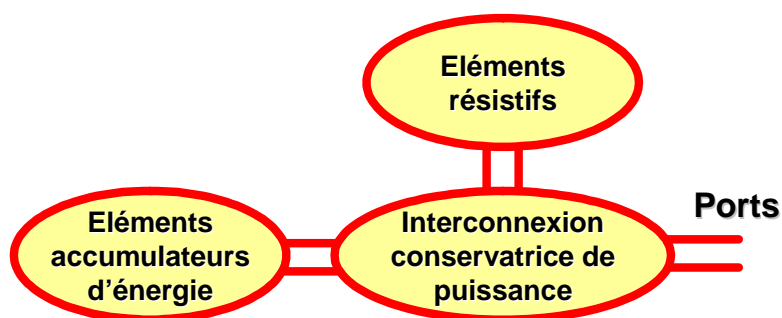 Eléments
résistifs
Ports
Eléments
accumulateurs
d'énergie
Interconnexion
conservatrice de
puissance